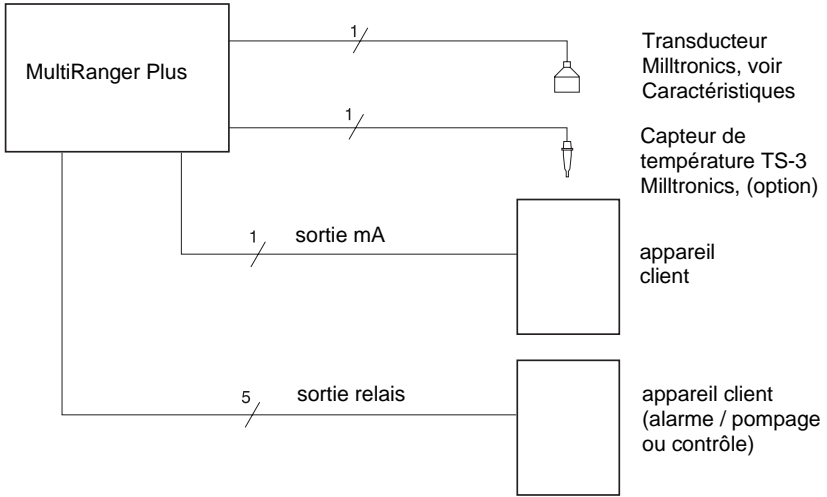 MultiRanger Plus
1
Transducteur
Milltronics, voir
Caractéristiques
1
Capteur de
température TS-3
Milltronics, (option)
1
sortie mA
appareil
client
5
sortie relais
appareil client
(alarme / pompage
ou contrôle)